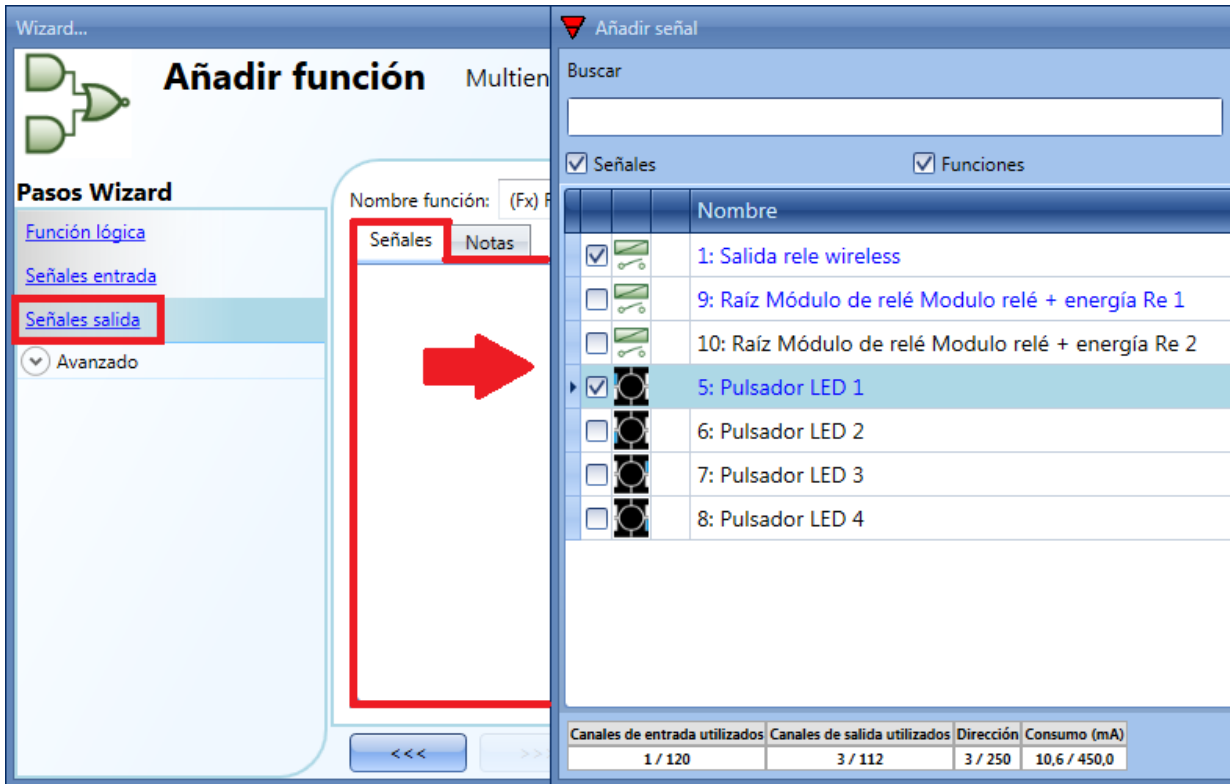 Wizard...
Añadir función
Multien
Pasos Wizard
Función lógica
Señales entrada
Señales salida
Avanzado
Nombre función: (Fx) F
Señales
Notas
<<<
>>
Añadir señal
Buscar
Señales
Funciones
Nombre
1: Salida rele wireless
9: Raíz Módulo de relé Modulo relé + energía Re 1
10: Raíz Módulo de relé Modulo relé + energía Re 2
5: Pulsador LED 1
6: Pulsador LED 2
7: Pulsador LED 3
8: Pulsador LED 4
Canales de entrada utilizados Canales de salida utilizados Dirección Consumo (mA)
1 / 120 3 / 112 3 / 250 10,6 / 450,0